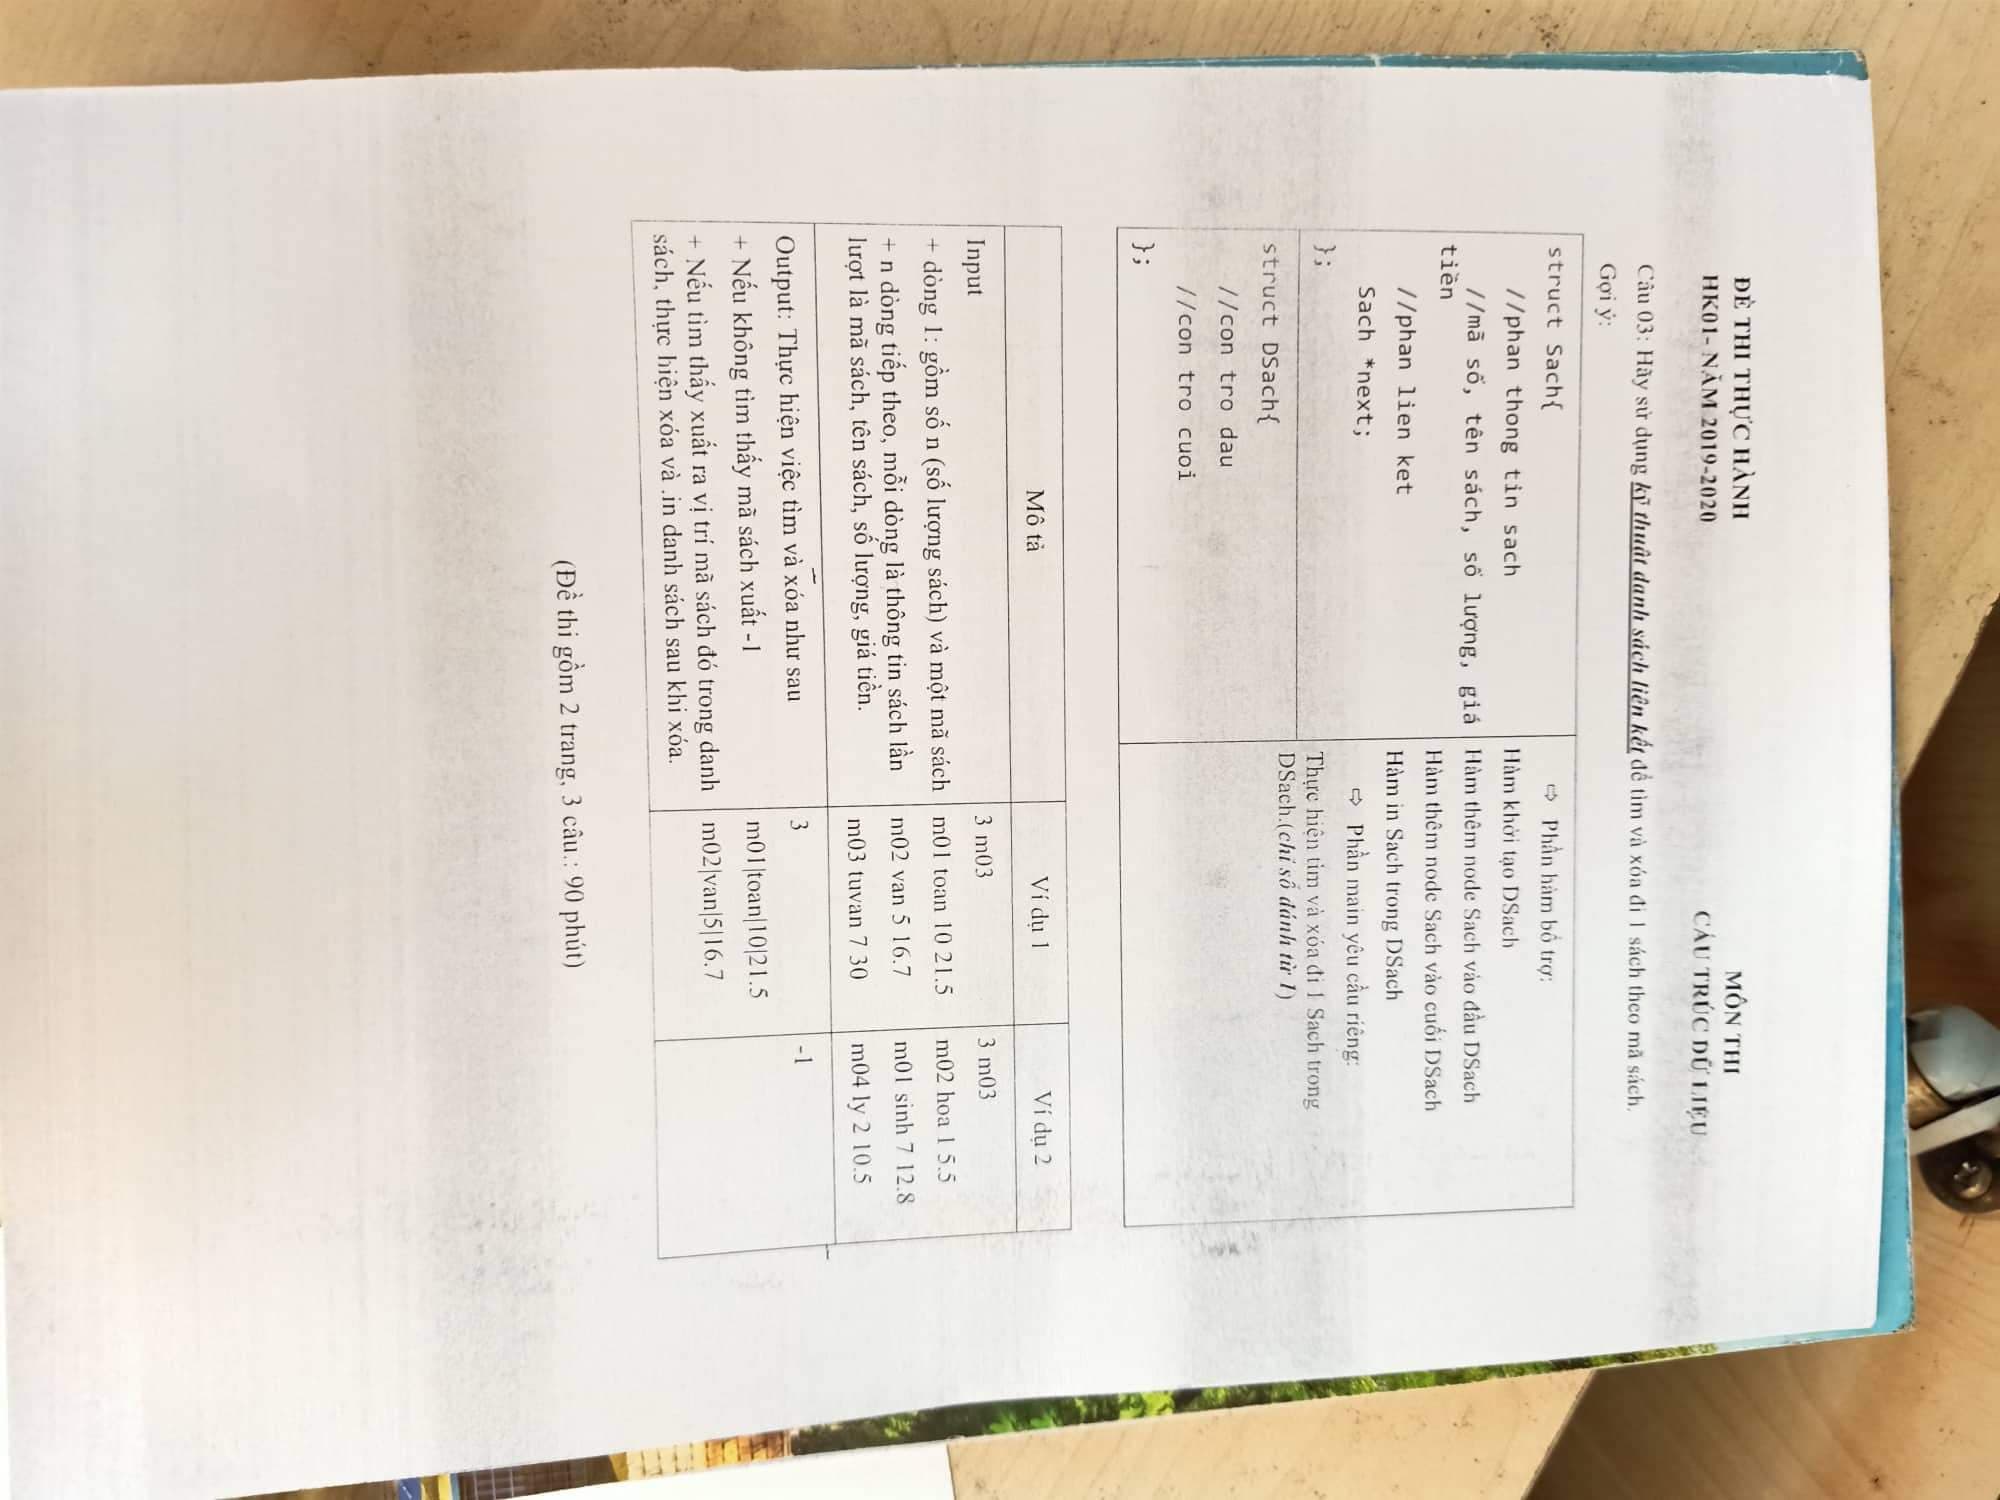 ĐỀ THI THỰC HÀNH
HK01- NĂM 2019-2020
MÔN THI
CẤU TRÚC DỮ LIỆU
Câu 03: Hãy sử dụng kỹ thuật danh sách liên kết để tìm và xóa đi 1 sách theo mã sách.
Gợi ý:
struct Sach{
//phan thong tin sach
//mã số, tên sách, số lượng, giá
tiền
//phan lien ket
Sach *next;
};
struct DSach{
//con tro dau
//con tro cuoi
};
⇨ Phần hàm bổ trợ:
Hàm khởi tạo DSach
Hàm thêm node Sach vào đầu DSach
Hàm thêm node Sach vào cuối DSach
Hàm in Sach trong DSach
⇨ Phần main yêu cầu riêng:
Thực hiện tìm và xóa đi 1 Sach trong
DSach.(chỉ số đánh từ 1)
Mô tả
Ví dụ 1
Ví dụ 2
Input
+ dòng 1: gồm số n (số lượng sách) và một mã sách
+ n dòng tiếp theo, mỗi dòng là thông tin sách lần
lượt là mã sách, tên sách, số lượng, giá tiền.
3 m03
m01 toan 10 21.5
m02 van 5 16.7
m03 tuvan 7 30
3 m03
m02 hoa 1 5.5
m01 sinh 7 12.8
m04 ly 2 10.5
Output: Thực hiện việc tìm và xóa như sau
+ Nếu không tìm thấy mã sách xuất -1
+ Nếu tìm thấy xuất ra vị trí mã sách đó trong danh
sách, thực hiện xóa và .in danh sách sau khi xóa.
3
m01|toan|10|21.5
m02|van|5|16.7
-1
(Đề thi gồm 2 trang, 3 câu.: 90 phút)